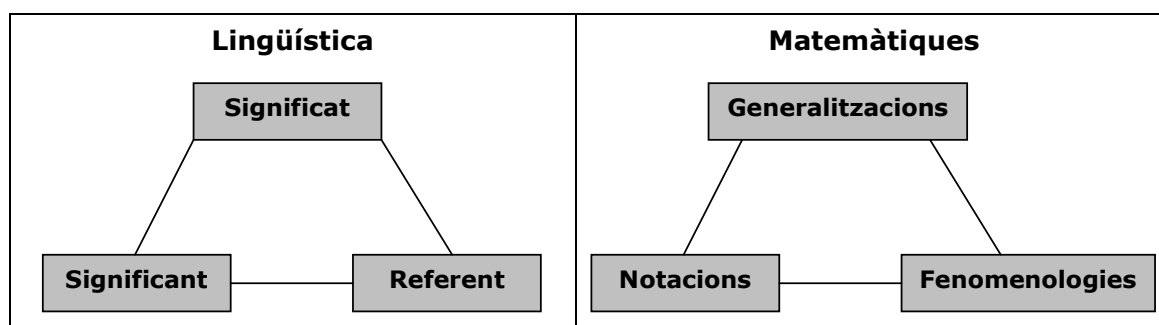 Lingüística
Significat
Significant
Referent
Matemàtiques
Generalitzacions
Notacions
Fenomenologies